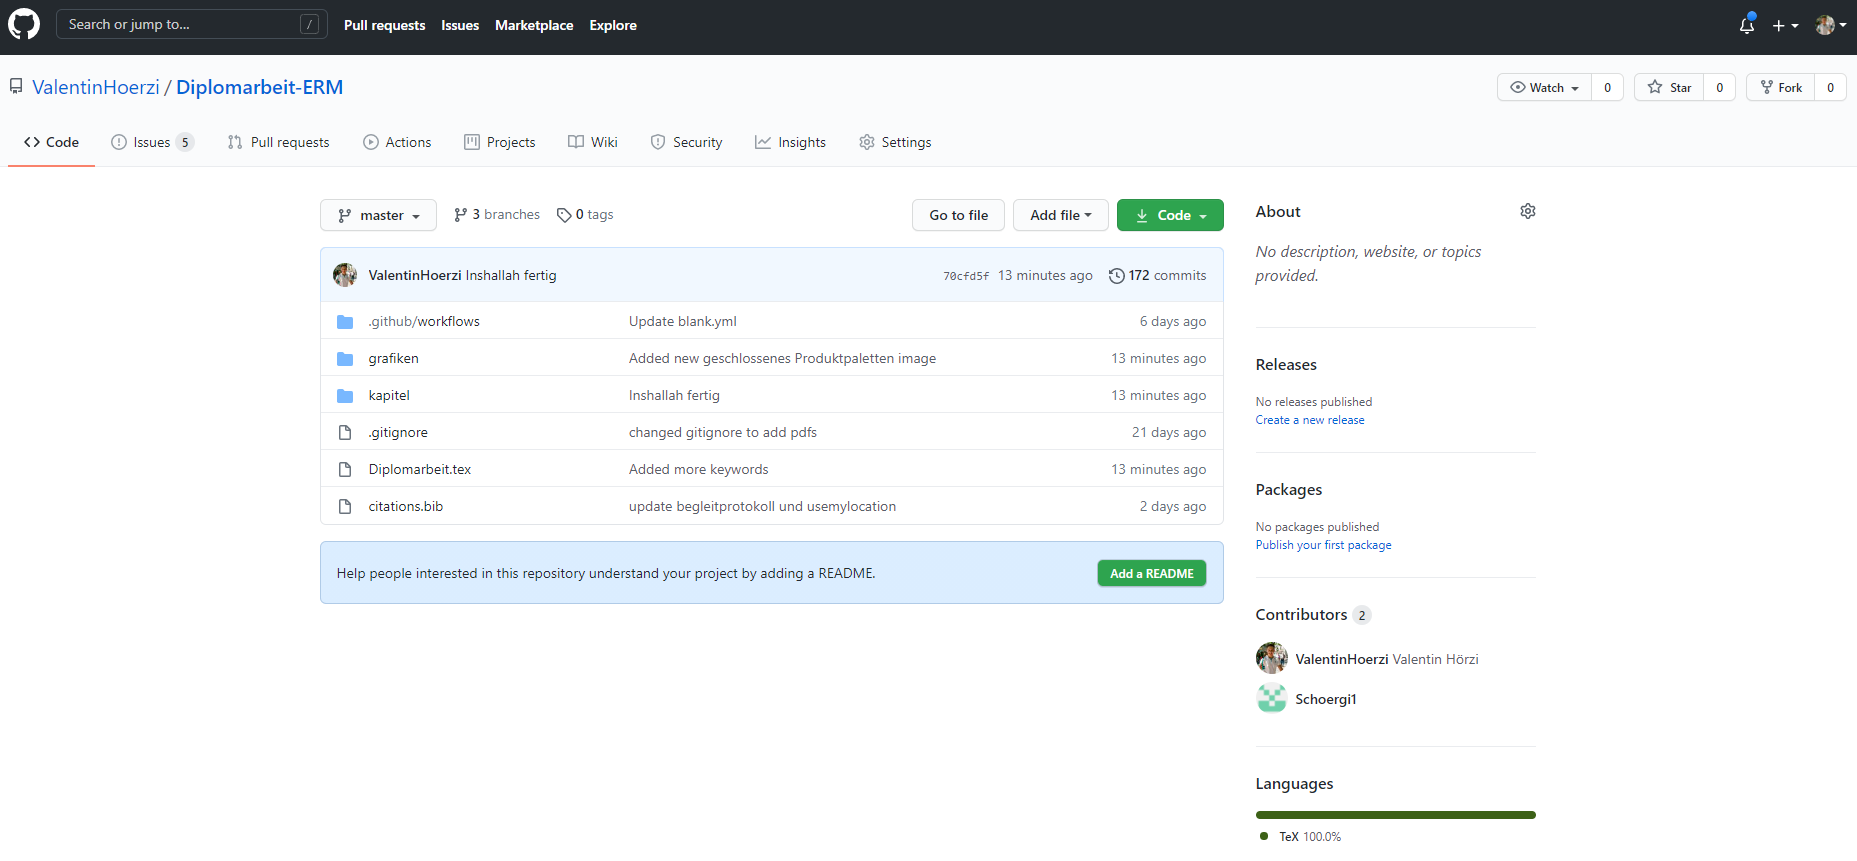 Search or jump to... / Pull requests Issues Marketplace Explore
ValentinHoerzi / Diplomarbeit-ERM Watch 0 Star 0 Fork 0
Code Issues 5 Pull requests Actions Projects Wiki Security Insights Settings
master 3 branches 0 tags Go to file Add file Code
ValentinHoerzi Inshallah fertig 70cfd5f 13 minutes ago 172 commits
.github/workflows Update blank.yml 6 days ago
grafiken Added new geschlossenes Produktpaletten image 13 minutes ago
kapitel Inshallah fertig 13 minutes ago
.gitignore changed gitignore to add pdfs 21 days ago
Diplomarbeit.tex Added more keywords 13 minutes ago
citations.bib update begleitprotokoll und usemylocation 2 days ago
Help people interested in this repository understand your project by adding a README. Add a README
About
No description, website, or topics
provided.
Releases
No releases published
Create a new release
Packages
No packages published
Publish your first package
Contributors 2
ValentinHoerzi Valentin Hörzi
Schoergi1
Languages
TeX 100.0%